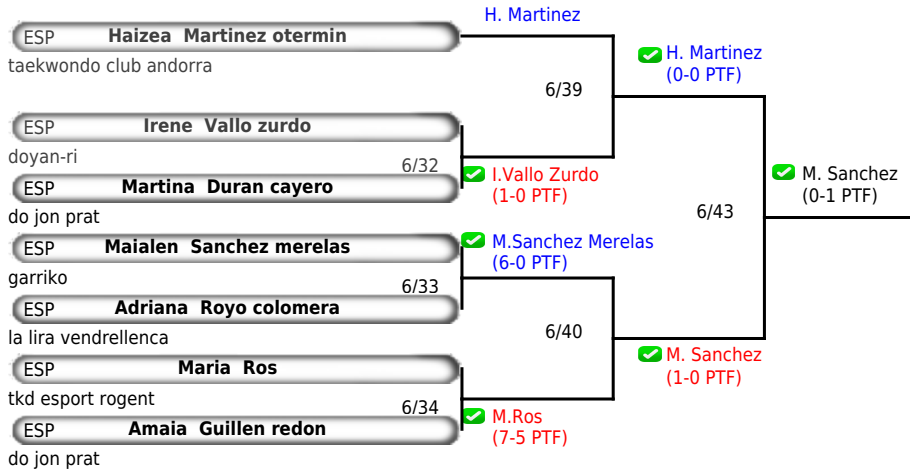 H. Martinez
ESP Haizea Martinez otermin
taekwondo club andorra
H. Martinez
(0-0 PTF)
6/39
ESP Irene Vallo zurdo
doyan-ri
6/32
I.Vallo Zurdo
(1-0 PTF)
ESP Martina Duran cayero
do jon prat
M. Sanchez
(0-1 PTF)
6/43
ESP Maialen Sanchez merelas
garriko
M.Sanchez Merelas
(6-0 PTF)
6/33
ESP Adriana Royo colomera
la lira vendrellenca
6/40
M. Sanchez
(1-0 PTF)
ESP Maria Ros
tkd esport rogent
6/34
M.Ros
(7-5 PTF)
ESP Amaia Guillen redon
do jon prat